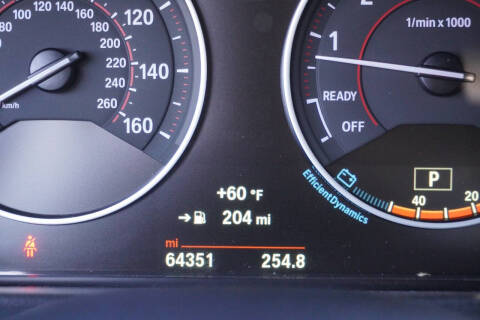 80 100 120 140 160 180 200 220 240 260
km/h
120
140
160
1
2
1/min x 1000
READY
OFF
EfficientDynamics
P
40 20
+60 °F
204 mi
mi
64351 254.8